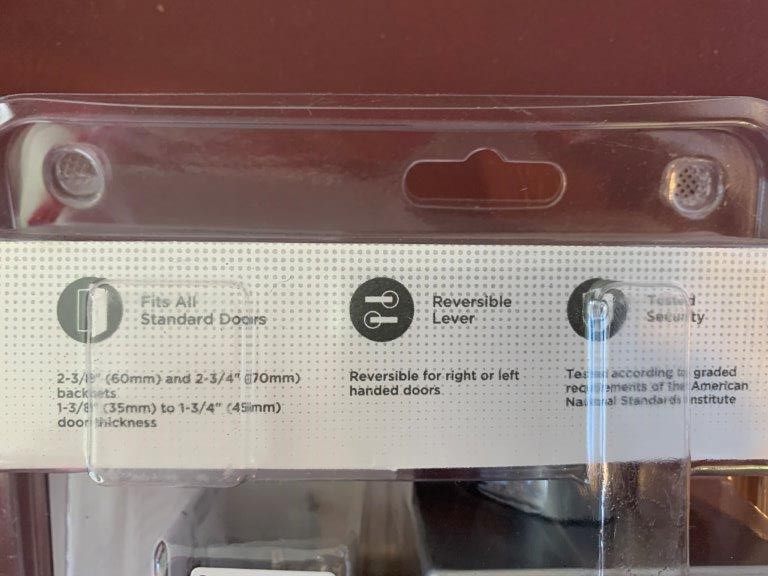 Fits All
Standard Doors
2-3/8" (60mm) and 2-3/4" (70mm)
backsets
1-3/8" (35mm) to 1-3/4" (45mm)
door thickness
Reversible
Lever
Reversible for right or left
handed doors
Tested
Security
Tested according to graded
requirements of the American
National Standards Institute